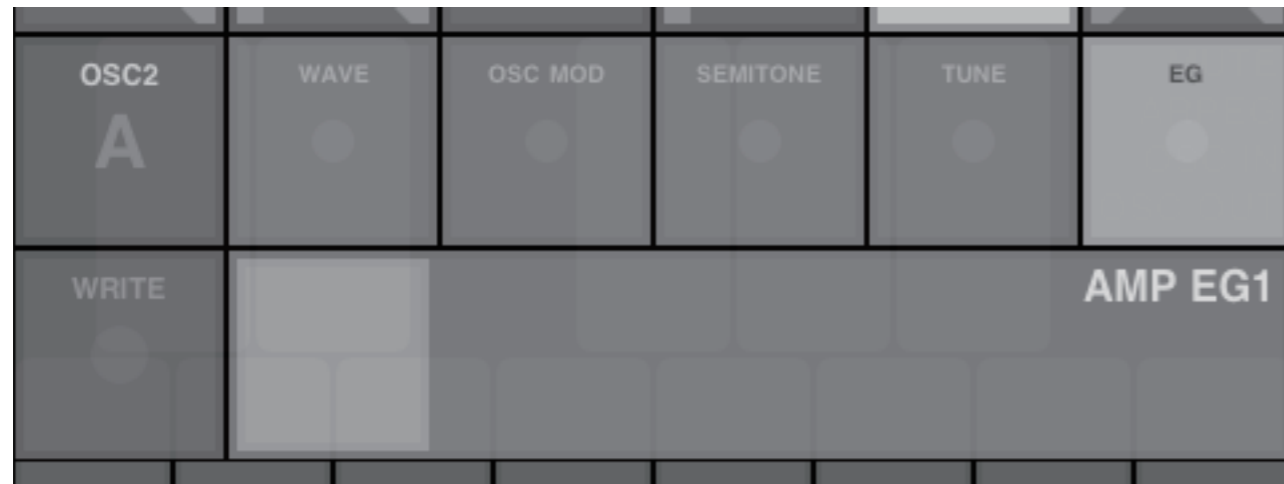 OSC2
A
WAVE
OSC MOD
SEMITONE
TUNE
EG
WRITE
AMP EG1